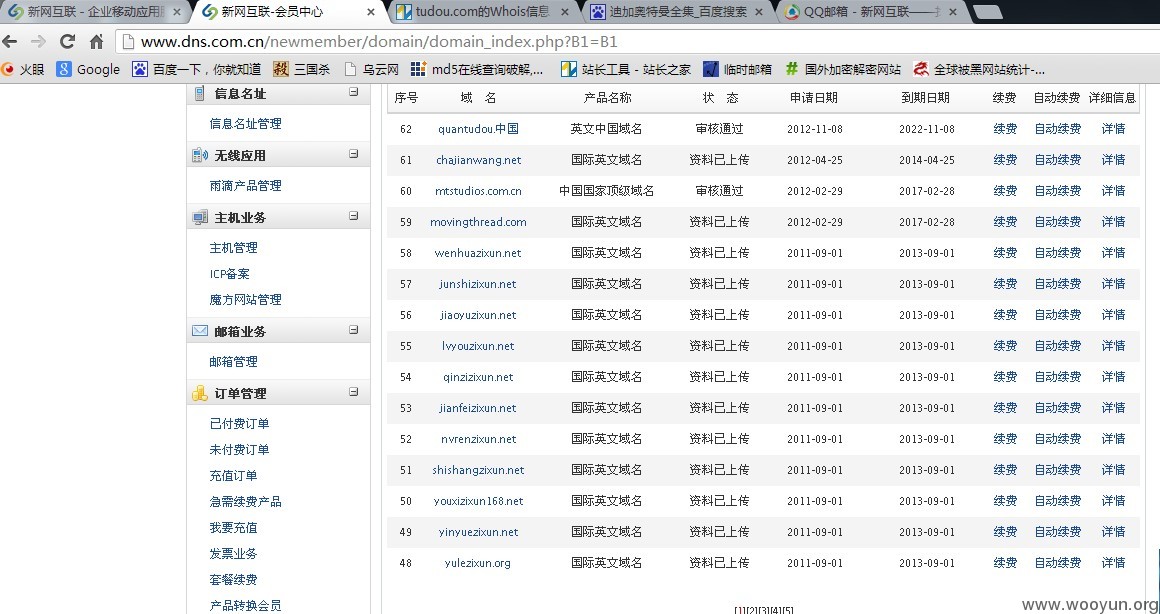 新网互联 - 企业移动应用
新网互联-会员中心
tudou.com的Whois信息
迪加奥特曼全集_百度搜索
QQ邮箱 - 新网互联——
www.dns.com.cn/newmember/domain/domain_index.php?B1=B1
火眼 Google 百度一下，你就知道 三国杀 乌云网 md5在线查询破解,... 站长工具 - 站长之家 临时邮箱 国外加密解密网站 全球被黑网站统计-...
信息名址
信息名址管理
无线应用
雨滴产品管理
主机业务
主机管理
ICP备案
魔方网站管理
邮箱业务
邮箱管理
订单管理
已付费订单
未付费订单
充值订单
急需续费产品
我要充值
发票业务
套餐续费
产品转换会员
序号 域 名 产品名称 状 态 申请日期 到期日期 续费 自动续费 详细信息
62 quantudou.中国 英文中国域名 审核通过 2012-11-08 2022-11-08 续费 自动续费 详情
61 chajianwang.net 国际英文域名 资料已上传 2012-04-25 2014-04-25 续费 自动续费 详情
60 mtstudios.com.cn 中国国家顶级域名 审核通过 2012-02-29 2017-02-28 续费 自动续费 详情
59 movingthread.com 国际英文域名 资料已上传 2012-02-29 2017-02-28 续费 自动续费 详情
58 wenhuazixun.net 国际英文域名 资料已上传 2011-09-01 2013-09-01 续费 自动续费 详情
57 junshizixun.net 国际英文域名 资料已上传 2011-09-01 2013-09-01 续费 自动续费 详情
56 jiaoyuzixun.net 国际英文域名 资料已上传 2011-09-01 2013-09-01 续费 自动续费 详情
55 lvyouzixun.net 国际英文域名 资料已上传 2011-09-01 2013-09-01 续费 自动续费 详情
54 qinzizixun.net 国际英文域名 资料已上传 2011-09-01 2013-09-01 续费 自动续费 详情
53 jianfeizixun.net 国际英文域名 资料已上传 2011-09-01 2013-09-01 续费 自动续费 详情
52 nvrenzixun.net 国际英文域名 资料已上传 2011-09-01 2013-09-01 续费 自动续费 详情
51 shishangzixun.net 国际英文域名 资料已上传 2011-09-01 2013-09-01 续费 自动续费 详情
50 youxizixun168.net 国际英文域名 资料已上传 2011-09-01 2013-09-01 续费 自动续费 详情
49 yinyuezixun.net 国际英文域名 资料已上传 2011-09-01 2013-09-01 续费 自动续费 详情
48 yulezixun.org 国际英文域名 资料已上传 2011-09-01 2013-09-01 续费 自动续费 详情
[1][2][3][4][5]
www.wooyun.org